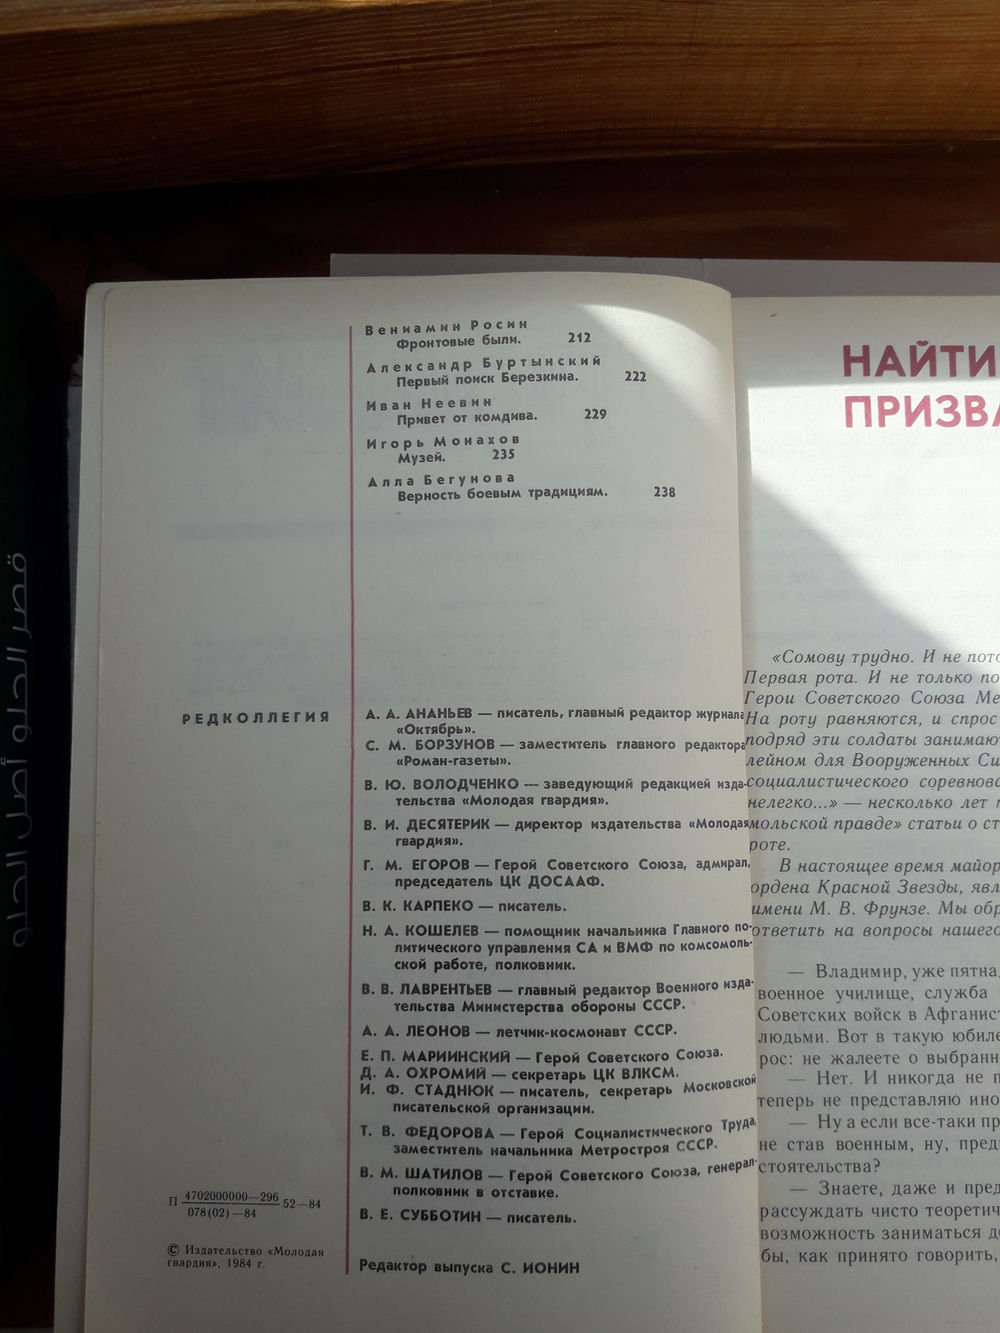 Вениамин Росин
Фронтовые были. 212
Александр Буртынский
Первый поиск Березкина. 222
Иван Неевин
Привет от комдива. 229
Игорь Монахов
Музей. 235
Алла Бегунова
Верность боевым традициям. 238
РЕДКОЛЛЕГИЯ
А. А. АНАНЬЕВ — писатель, главный редактор журнала
«Октябрь».
С. М. БОРЗУНОВ — заместитель главного редактора
«Роман-газеты».
В. Ю. ВОЛОДЧЕНКО — заведующий редакцией изда-
тельства «Молодая гвардия».
В. И. ДЕСЯТЕРИК — директор издательства «Молодая
гвардия».
Г. М. ЕГОРОВ — Герой Советского Союза, адмирал,
председатель ЦК ДОСААФ.
В. К. КАРПЕКО — писатель.
Н. А. КОШЕЛЕВ — помощник начальника Главного по-
литического управления СА и ВМФ по комсомоль-
ской работе, полковник.
В. В. ЛАВРЕНТЬЕВ — главный редактор Военного изда-
тельства Министерства обороны СССР.
А. А. ЛЕОНОВ — летчик-космонавт СССР.
Е. П. МАРИИНСКИЙ — Герой Советского Союза.
Д. А. ОХРОМИЙ — секретарь ЦК ВЛКСМ.
И. Ф. СТАДНЮК — писатель, секретарь Московской
писательской организации.
Т. В. ФЕДОРОВА — Герой Социалистического Труда,
заместитель начальника Метростроя СССР.
В. М. ШАТИЛОВ — Герой Советского Союза, генерал-
полковник в отставке.
В. Е. СУББОТИН — писатель.
Редактор выпуска С. ИОНИН
П 4702000000—296 52—84
078(02)—84
© Издательство «Молодая
гвардия», 1984 г.
НАЙТИ
ПРИЗВА
«Сомову трудно. И не пото
Первая рота. И не только по
Герои Советского Союза Ме
На роту равняются, и спрос
подряд эти солдаты занимаю
лейном для Вооруженных Си
социалистического соревнова
нелегко...» — несколько лет
мольской правде» статьи о ст
роте.
В настоящее время майор
ордена Красной Звезды, явл
имени М. В. Фрунзе. Мы обр
ответить на вопросы нашего
— Владимир, уже пятна
военное училище, служба
Советских войск в Афганист
людьми. Вот в такую юбиле
рос: не жалеете о выбранн
— Нет. И никогда не п
теперь не представляю ино
— Ну а если все-таки пр
не став военным, ну, пред
стоятельства?
— Знаете, даже и пред
рассуждать чисто теоретич
возможность заниматься д
бы, как принято говорить,
قصر الحلو أصل الحلو